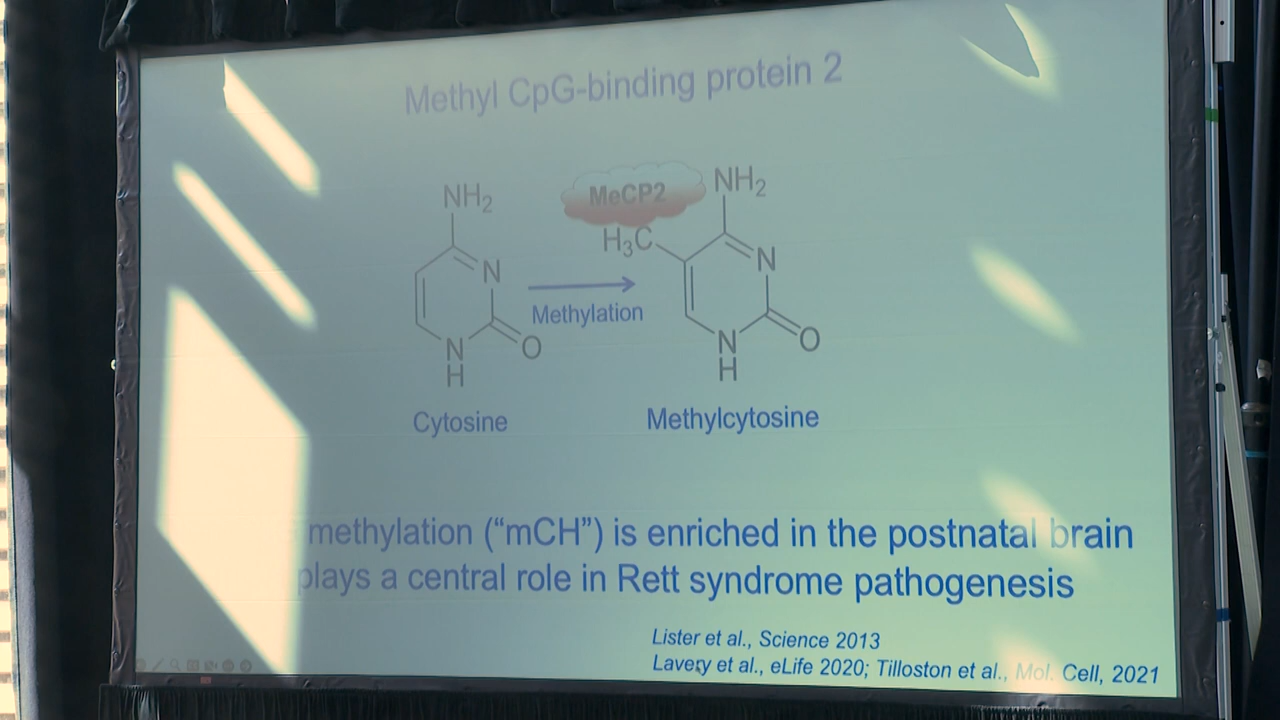 Methyl CpG-binding protein 2
NH2
MeCP2
NH2
H3C
N
N
Methylation
N
H
O
N
H
O
Cytosine
Methylcytosine
methylation (“mCH”) is enriched in the postnatal brain
plays a central role in Rett syndrome pathogenesis
Lister et al., Science 2013
Lavery et al., eLife 2020; Tilloston et al., Mol. Cell, 2021